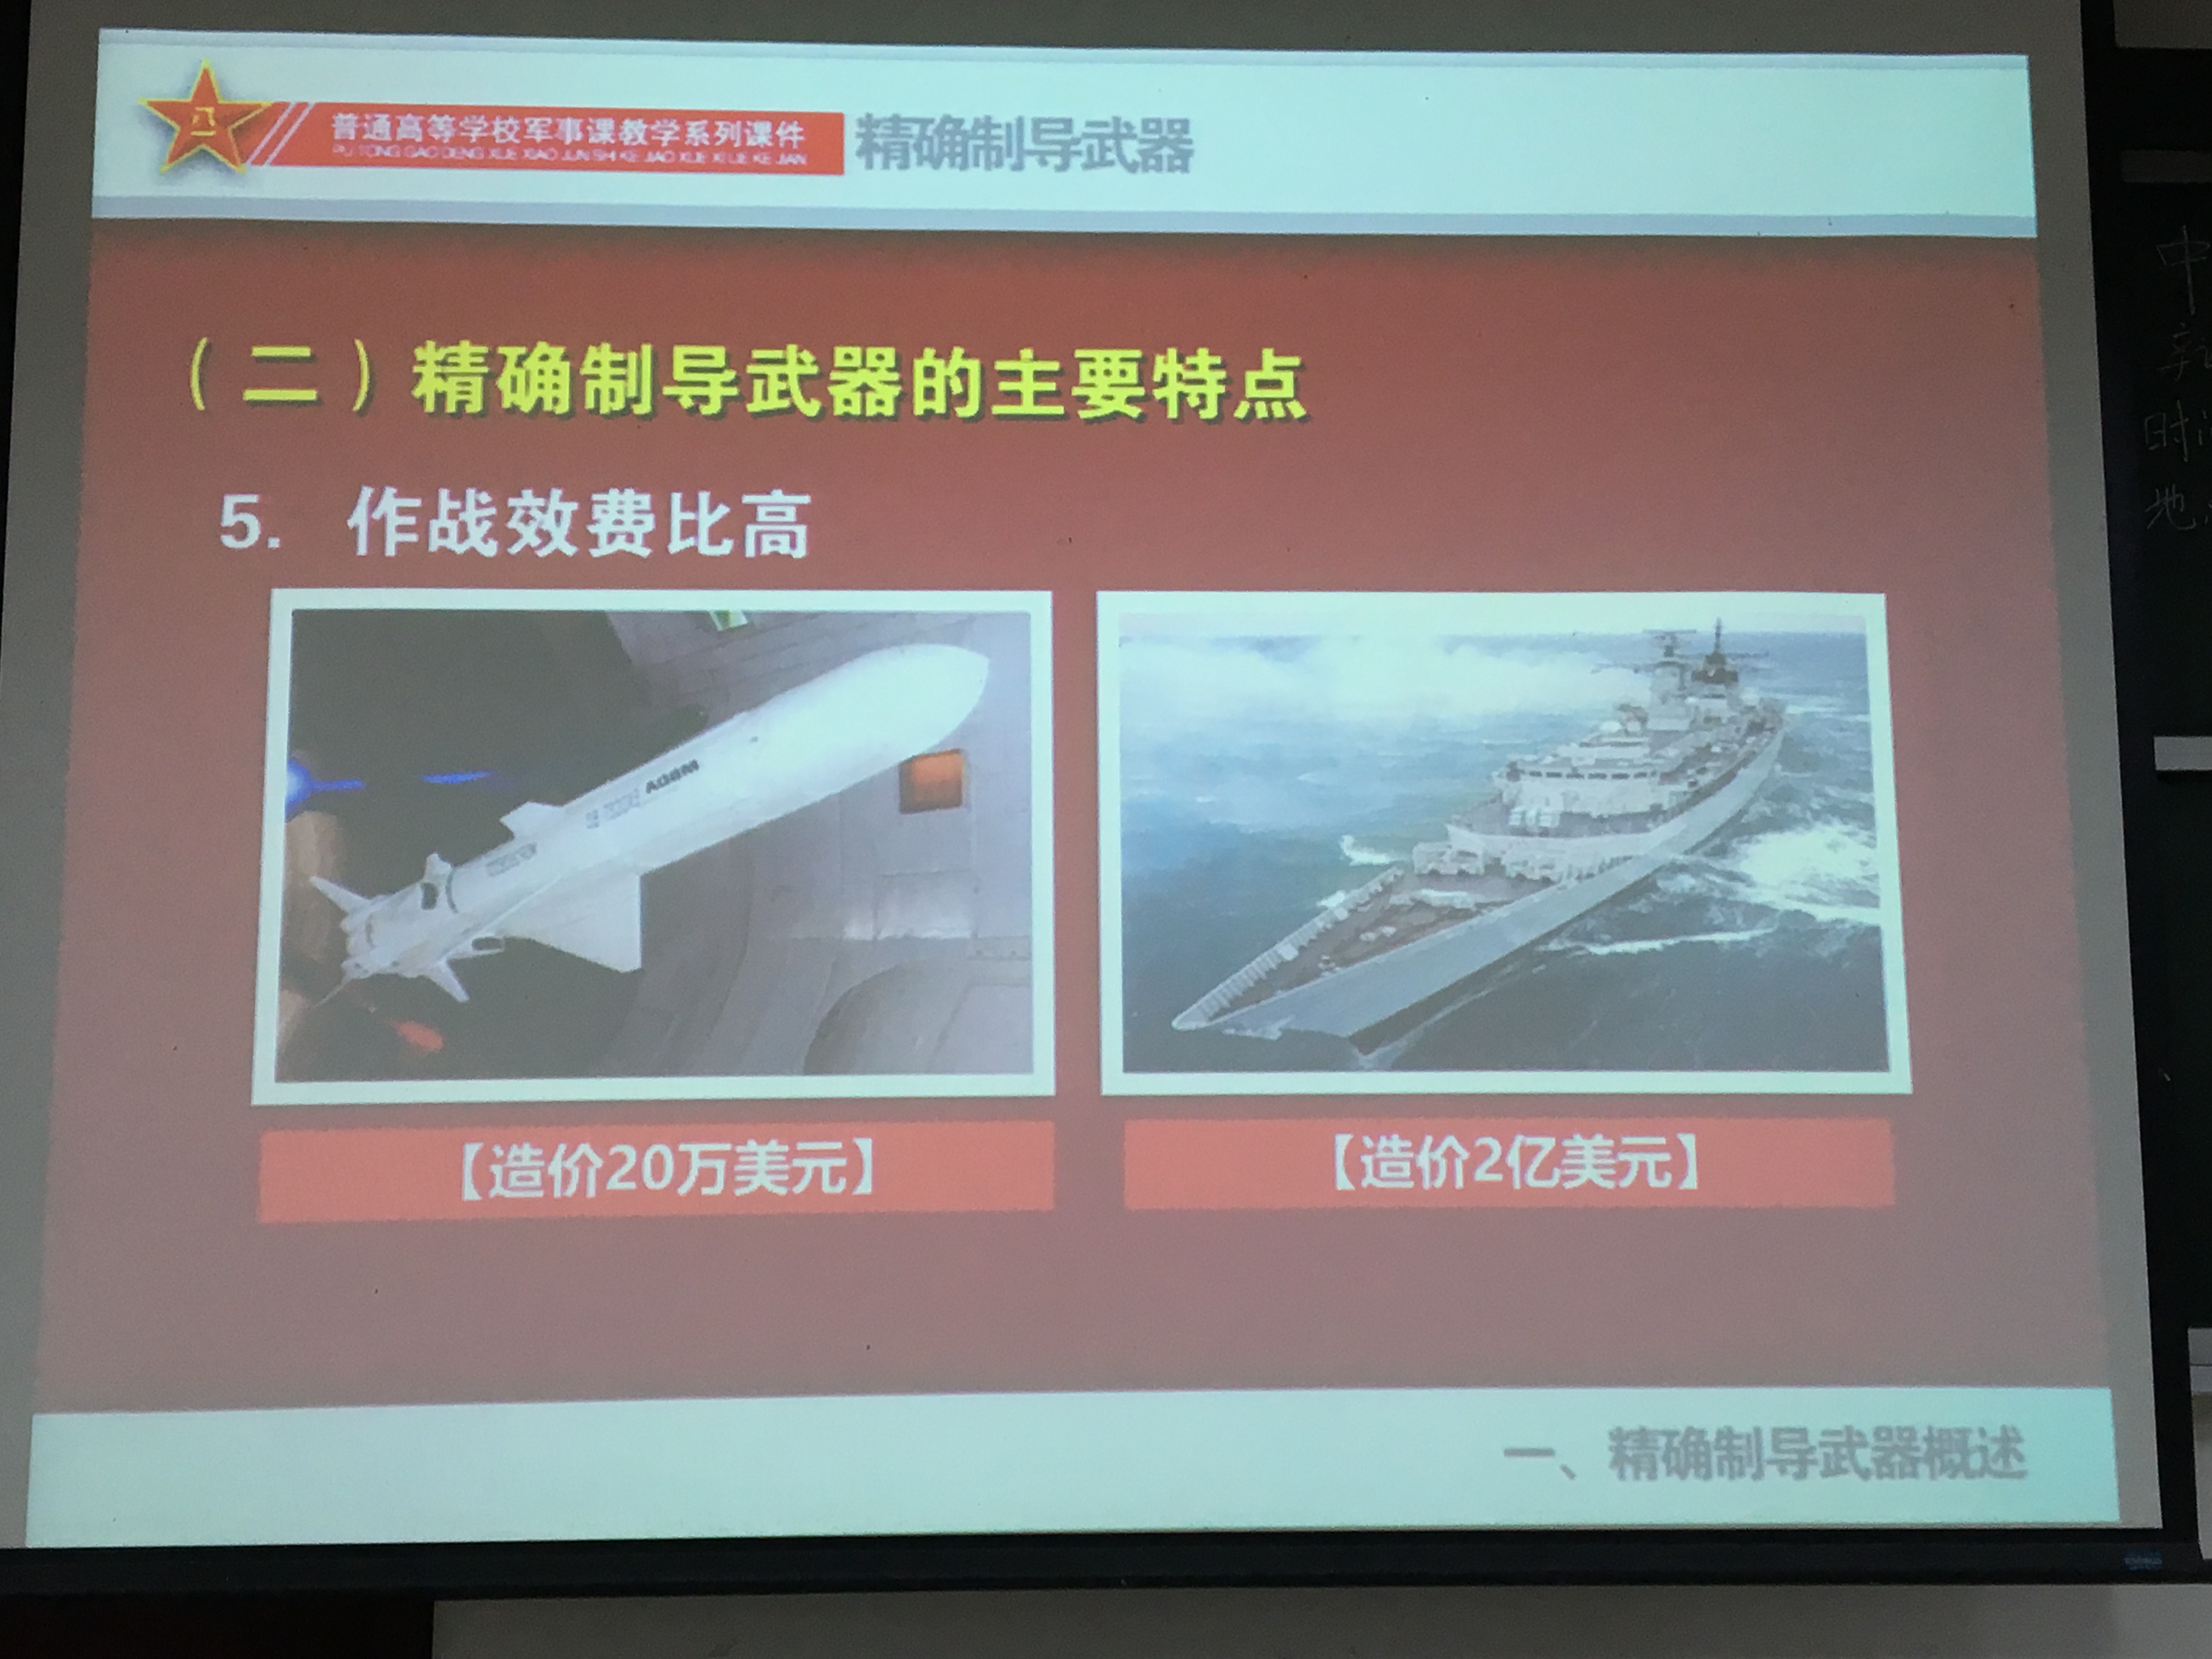 八一
普通高等学校军事课教学系列课件
PU TONG GAO DENG XUE XIAO JUN SHI KE JIAO XUE XI LIE KE JIAN
精确制导武器
（二）精确制导武器的主要特点
5. 作战效费比高
【造价20万美元】
【造价2亿美元】
一、精确制导武器概述
中
时
地